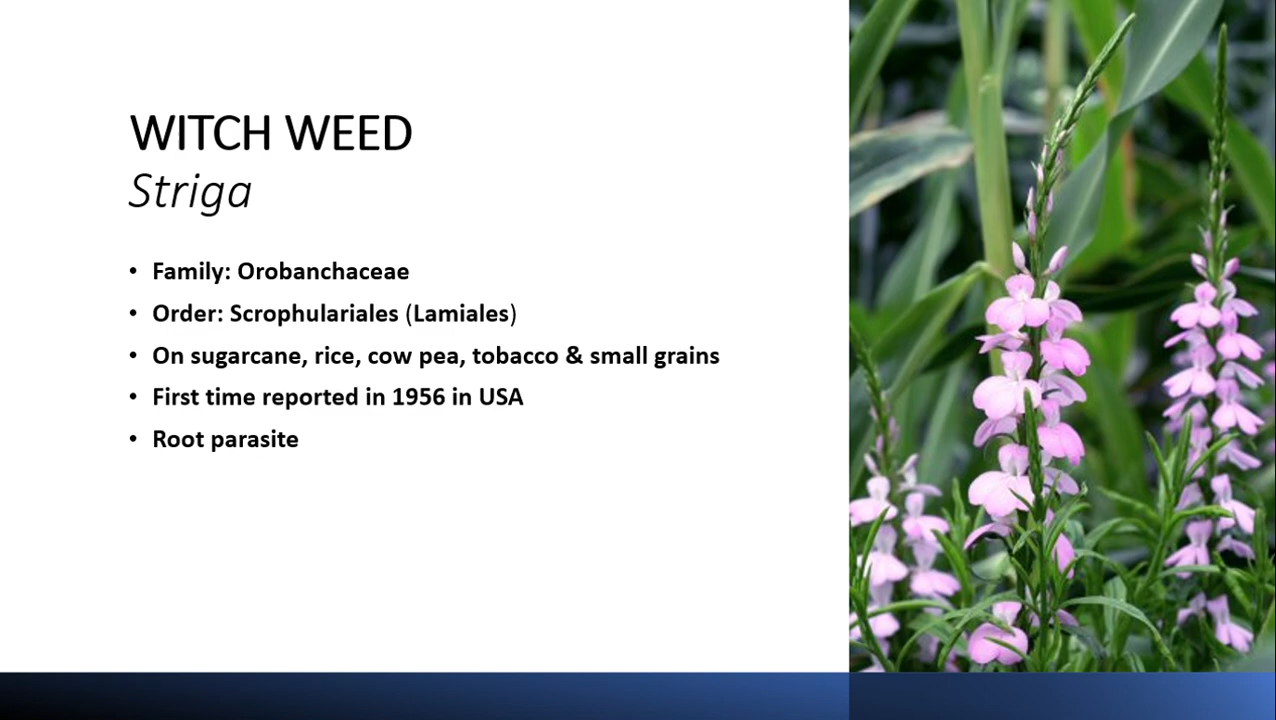 WITCH WEED
Striga
• Family: Orobanchaceae
• Order: Scrophulariales (Lamiales)
• On sugarcane, rice, cow pea, tobacco & small grains
• First time reported in 1956 in USA
• Root parasite